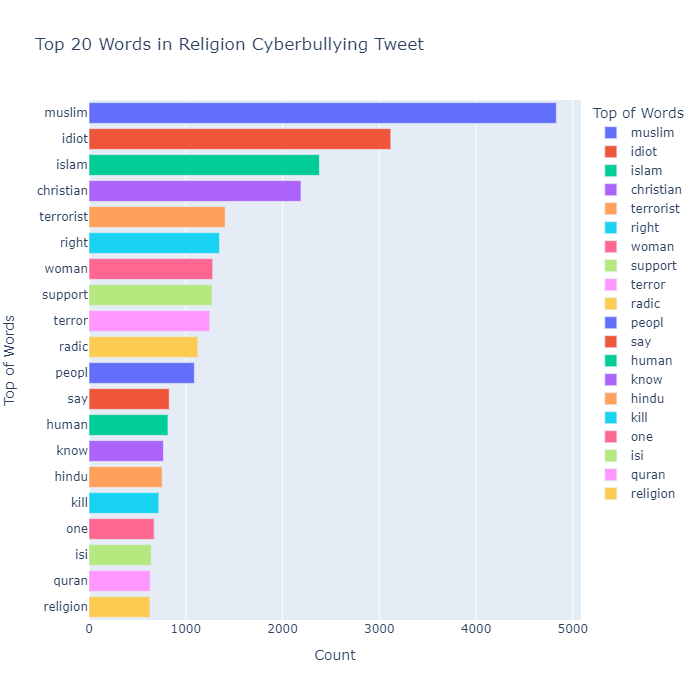 Top 20 Words in Religion Cyberbullying Tweet
Top of Words
muslim
idiot
islam
christian
terrorist
right
woman
support
terror
radic
peopl
say
human
know
hindu
kill
one
isi
quran
religion
0 1000 2000 3000 4000 5000
Count
Top of Words
muslim
idiot
islam
christian
terrorist
right
woman
support
terror
radic
peopl
say
human
know
hindu
kill
one
isi
quran
religion